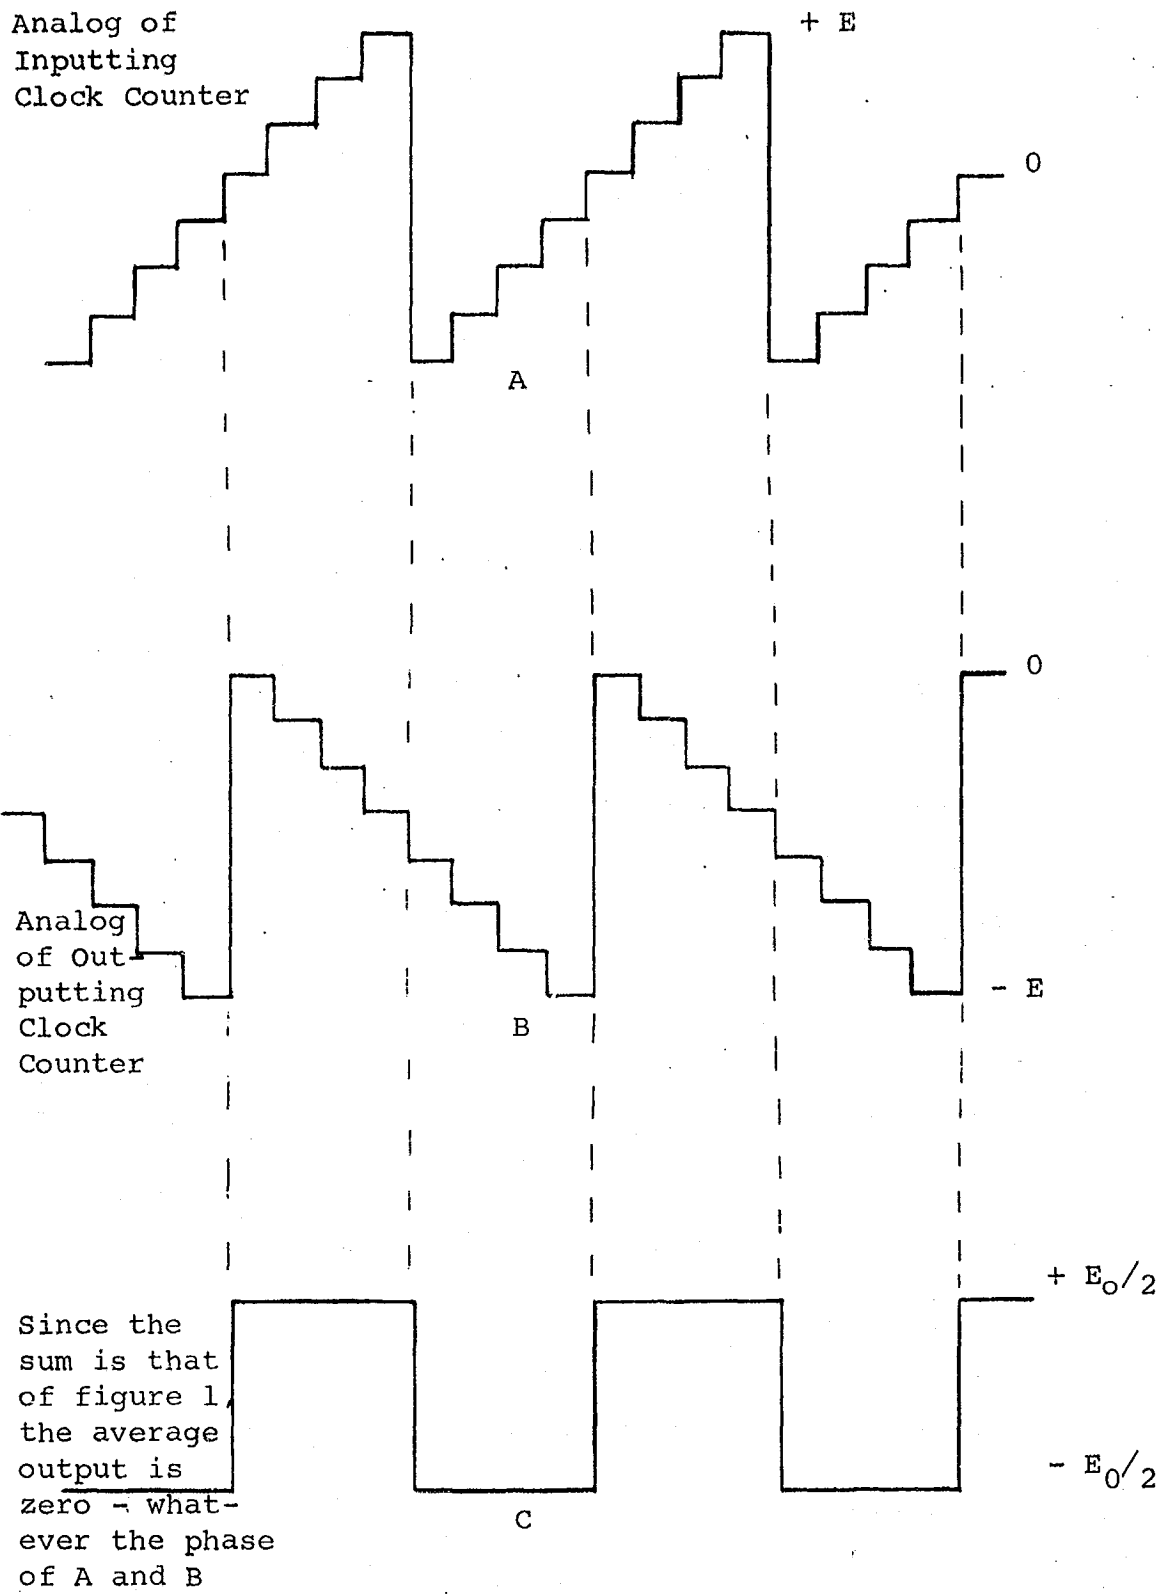 Analog of
Inputting
Clock Counter
+ E
0
A
0
Analog
of Out-
putting
Clock
Counter
- E
B
+ Eo/2
Since the
sum is that
of figure 1,
the average
output is
zero - what-
ever the phase
of A and B
- E0/2
C